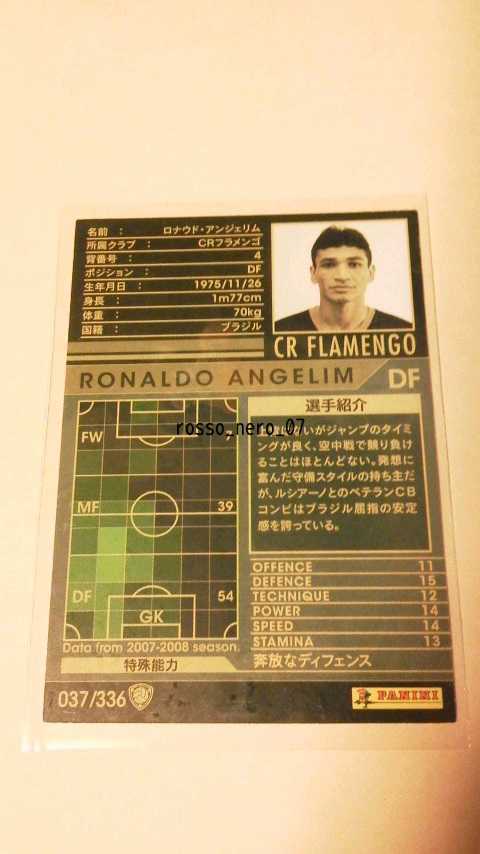 名前 : ロナウド・アンジェリム
所属クラブ : CRフラメンゴ
背番号 : 4
ポジション : DF
生年月日 : 1975/11/26
身長 : 1m77cm
体重 : 70kg
国籍 : ブラジル
CR FLAMENGO
RONALDO ANGELIM DF
選手紹介
rosso_nero_07
いがジャンプのタイミ
ングが良く、空中戦で競り負け
ることはほとんどない。発想に
富んだ守備スタイルの持ち主だ
が、ルシアーノとのベテランCB
コンビはブラジル屈指の安定
感を誇っている。
FW
MF 39
DF 54
GK
Data from 2007-2008 season.
OFFENCE 11
DEFENCE 15
TECHNIQUE 12
POWER 14
SPEED 14
STAMINA 13
特殊能力 奔放なディフェンス
037/336
PANINI